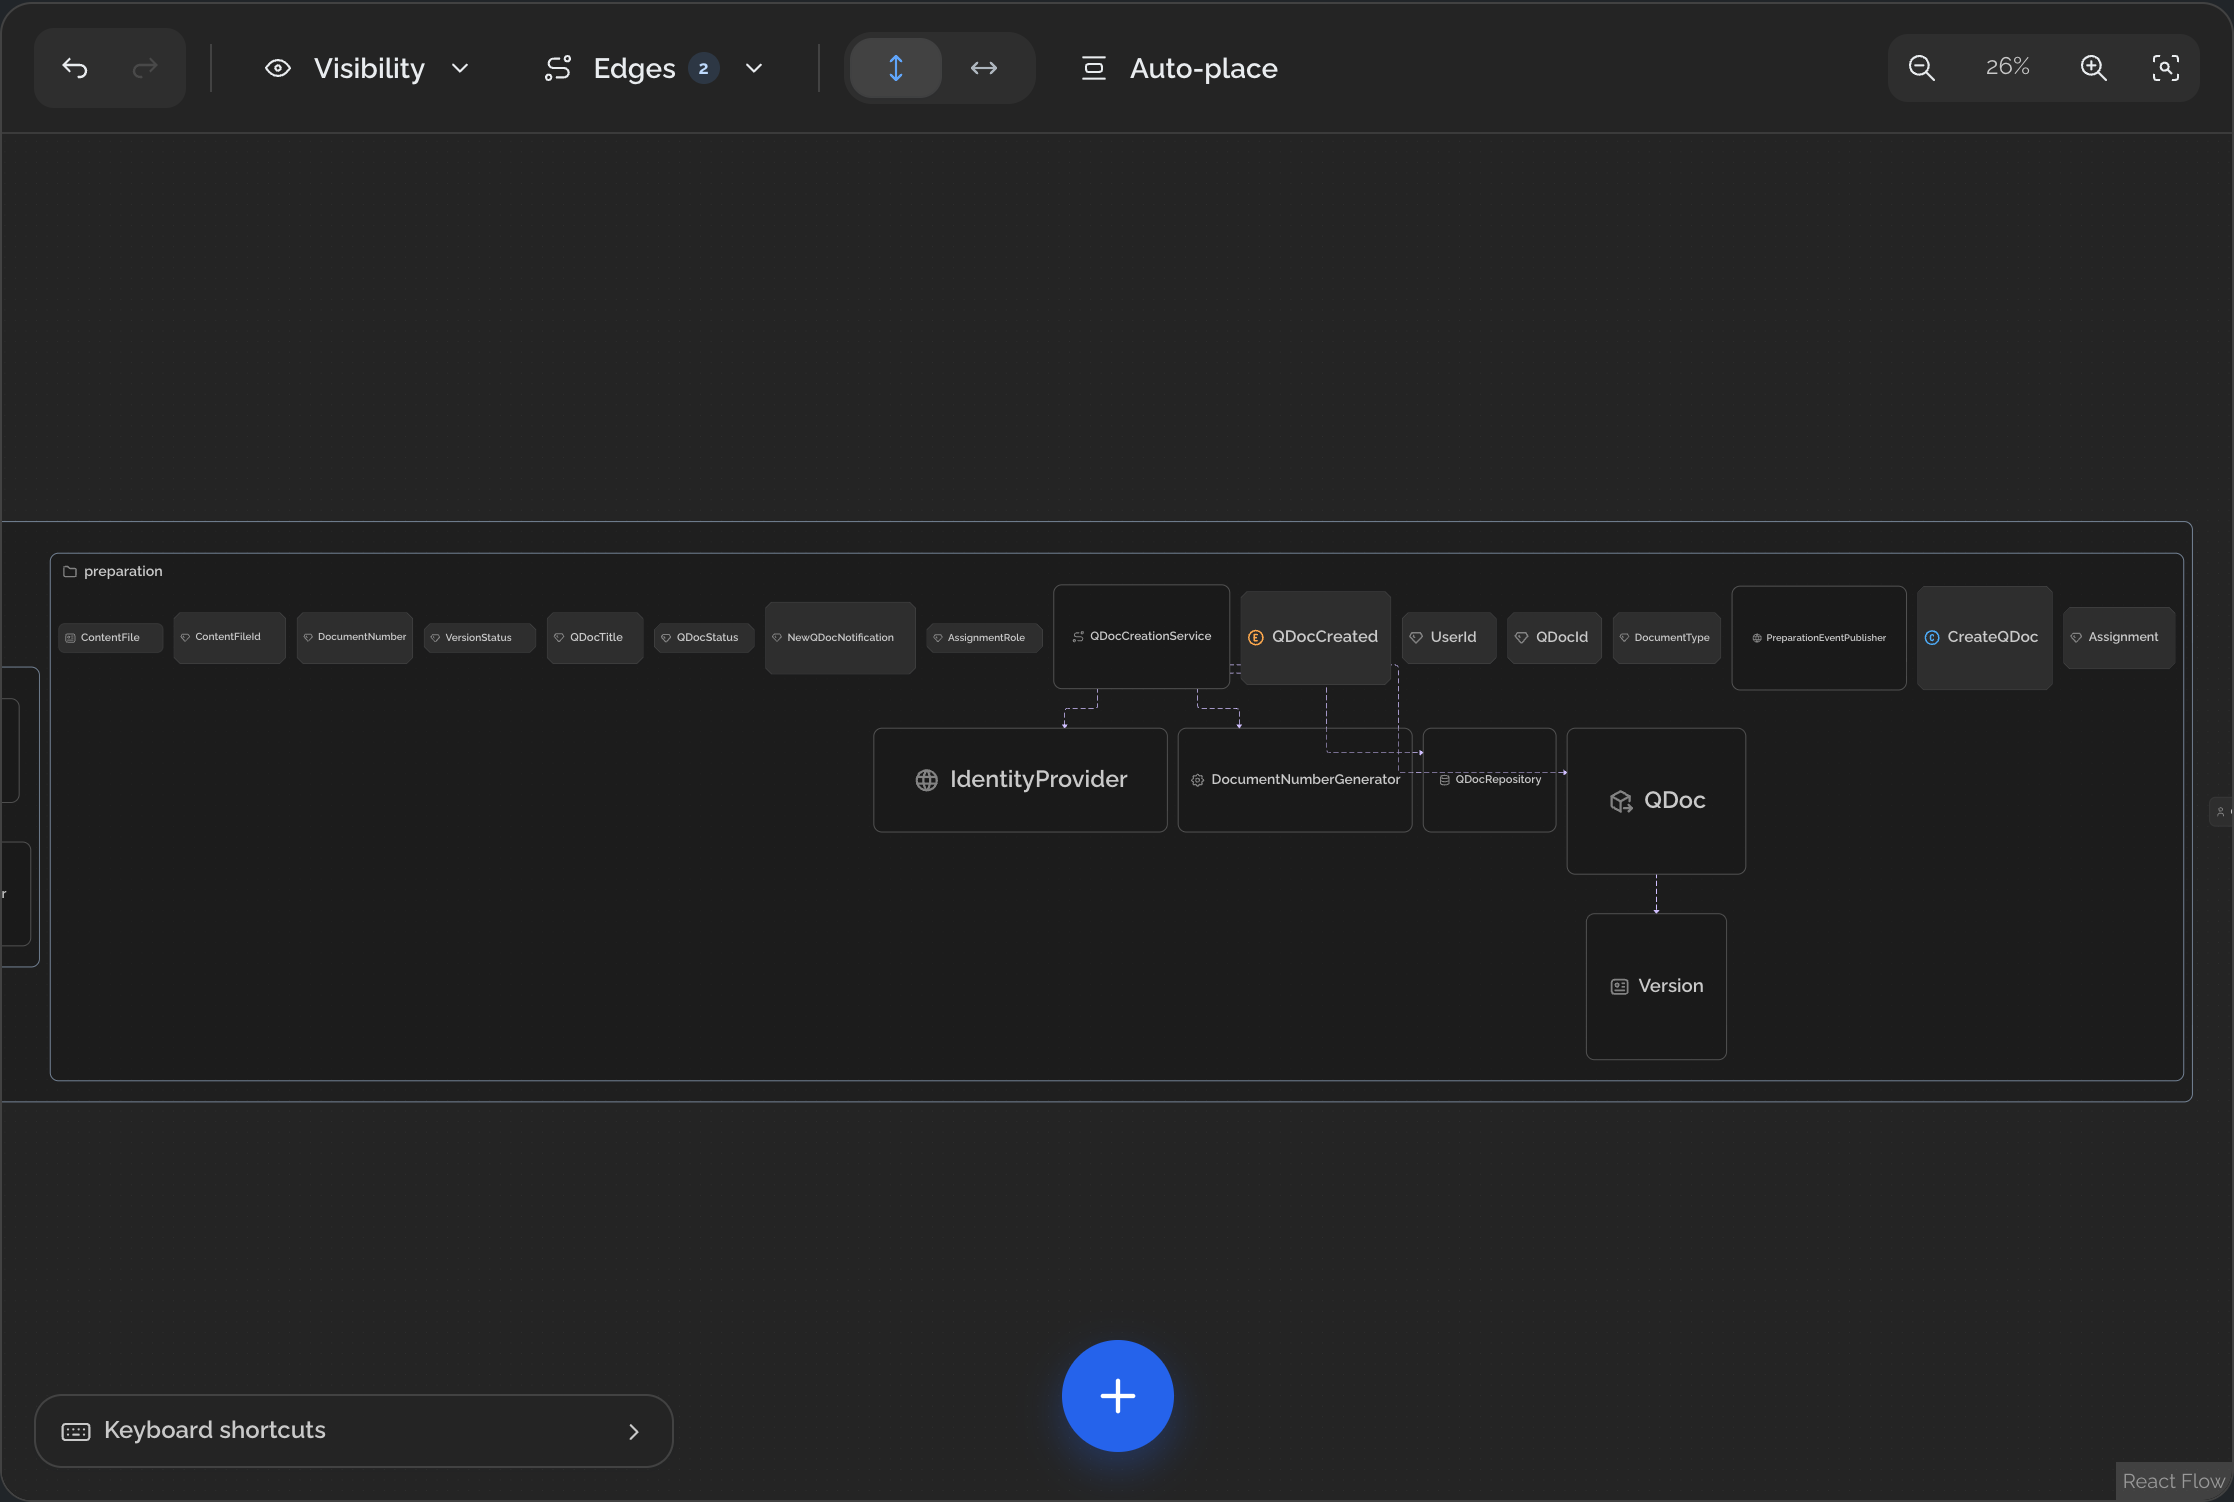 Visibility
Edges 2
Auto-place
26%
preparation
ContentFile
ContentFileId
DocumentNumber
VersionStatus
QDocTitle
QDocStatus
NewQDocNotification
AssignmentRole
QDocCreationService
E QDocCreated
UserId
QDocId
DocumentType
PreparationEventPublisher
C CreateQDoc
Assignment
IdentityProvider
DocumentNumberGenerator
QDocRepository
QDoc
r
Version
Keyboard shortcuts
React Flow